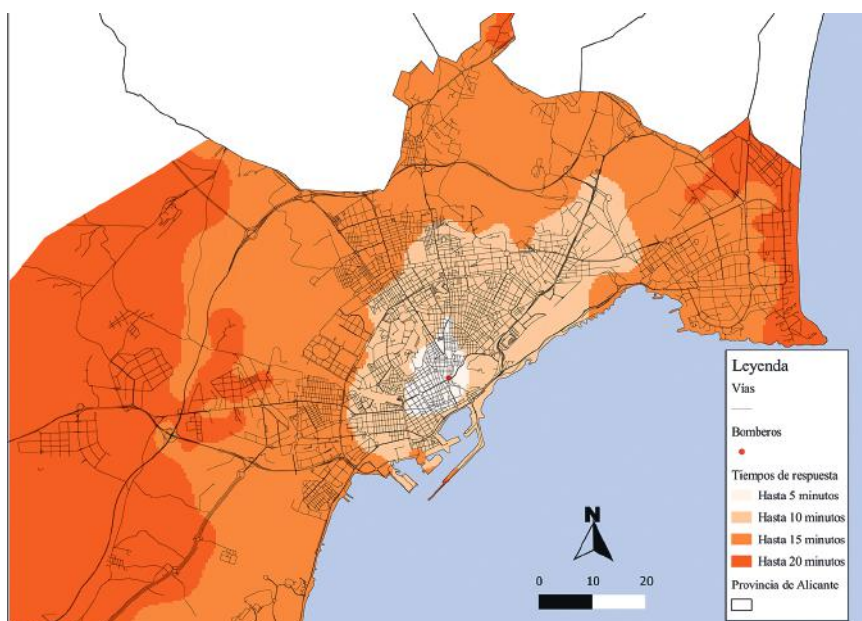 Leyenda
Vías
Bomberos
Tiempos de respuesta
Hasta 5 minutos
Hasta 10 minutos
Hasta 15 minutos
Hasta 20 minutos
Provincia de Alicante
N
0 10 20